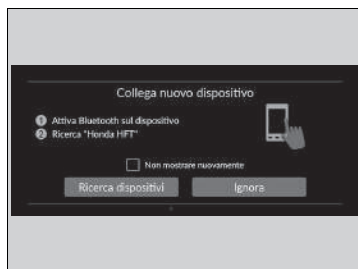 Collega nuovo dispositivo
1 Attiva Bluetooth sul dispositivo
2 Ricerca "Honda HFT"
Non mostrare nuovamente
Ricerca dispositivi
Ignora